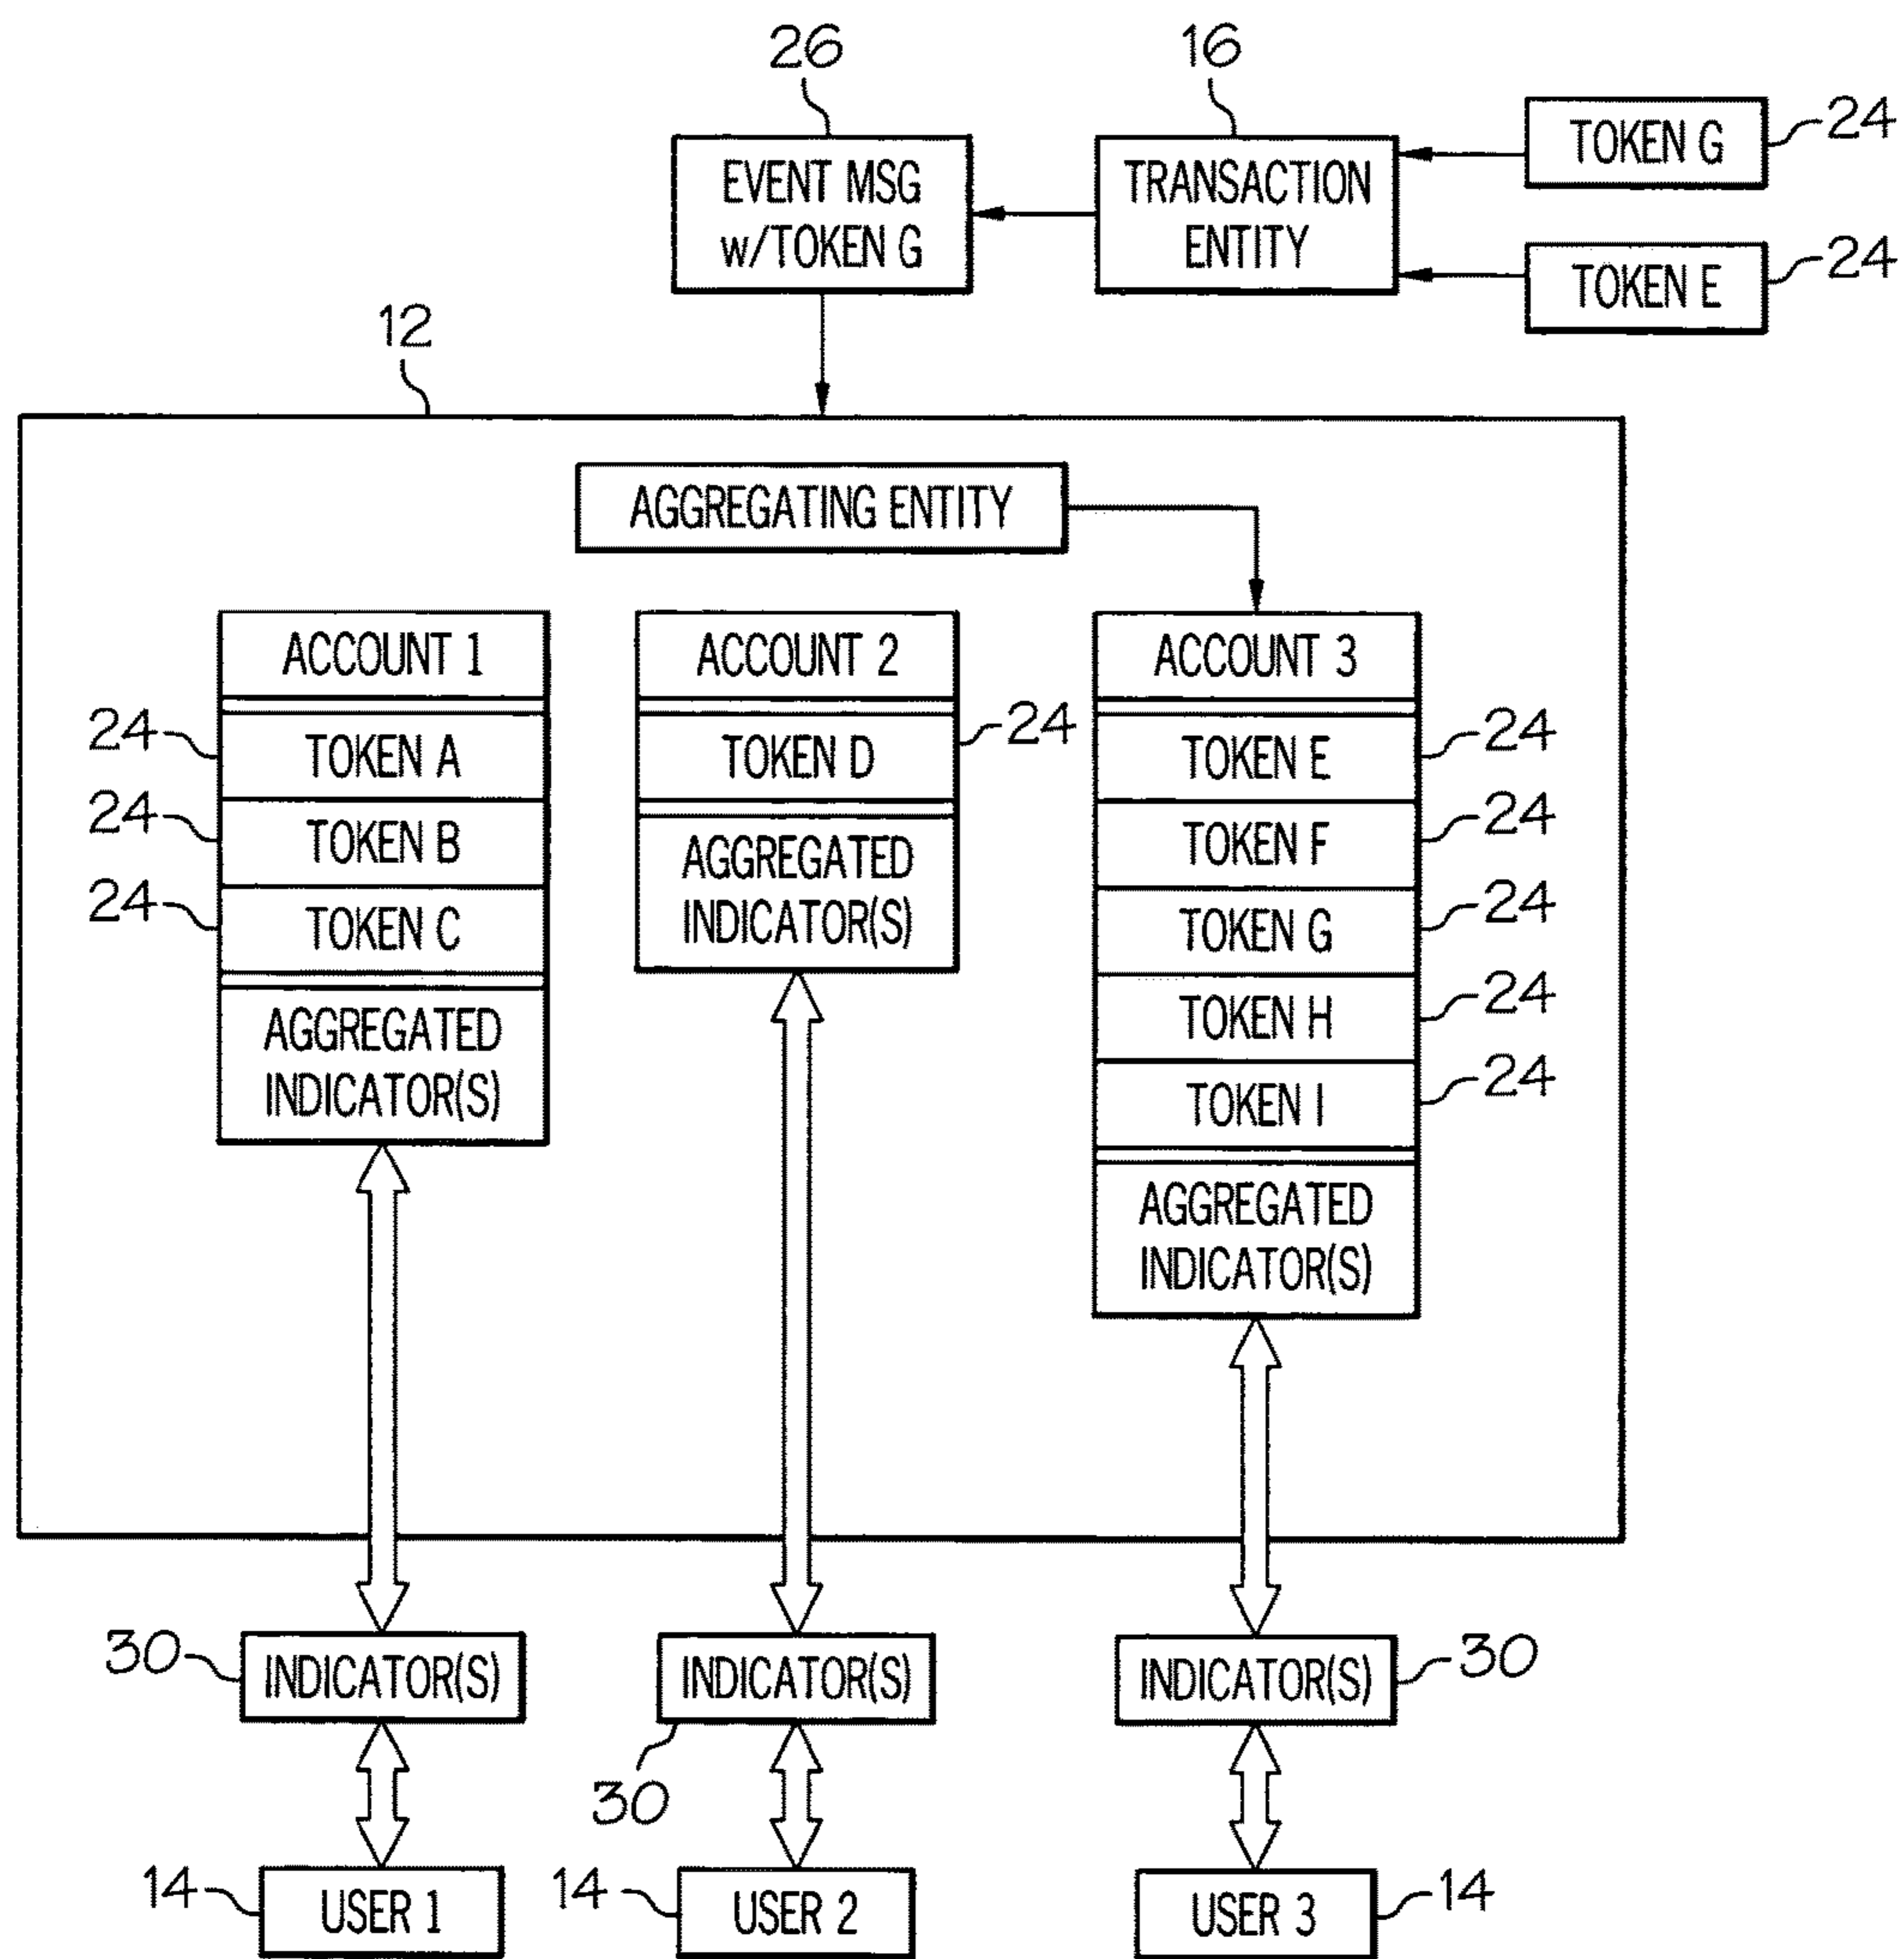 26
16
TOKEN G
24
EVENT MSG
w/TOKEN G
TRANSACTION
ENTITY
TOKEN E
24
12
AGGREGATING ENTITY
ACCOUNT 1
24
TOKEN A
24
TOKEN B
24
TOKEN C
AGGREGATED
INDICATOR(S)
ACCOUNT 2
TOKEN D
24
AGGREGATED
INDICATOR(S)
ACCOUNT 3
TOKEN E
24
TOKEN F
24
TOKEN G
24
TOKEN H
24
TOKEN I
24
AGGREGATED
INDICATOR(S)
30
INDICATOR(S)
INDICATOR(S)
30
INDICATOR(S)
30
14
USER 1
14
USER 2
USER 3
14